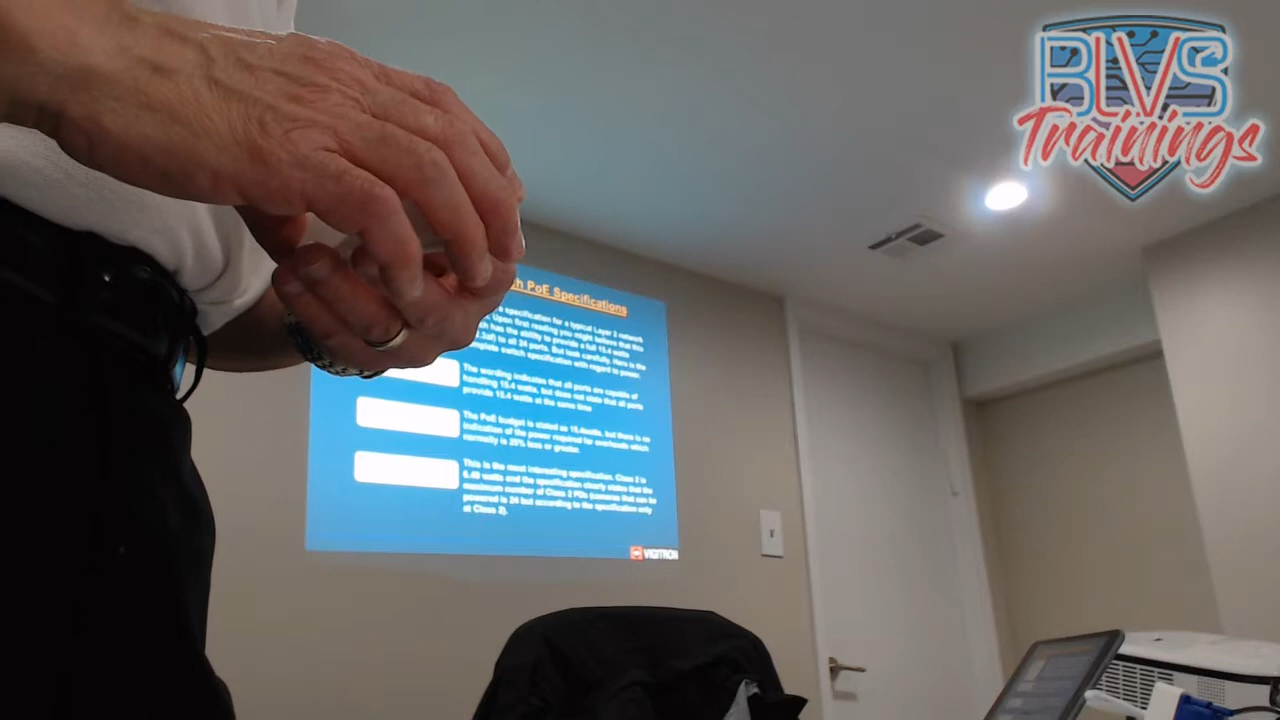 BLVS
Trainings
PoE Specifications
specification for a typical Layer 2 network
Upon first reading you might believe that this
has the ability to provide a full 15.4 watts
to all 24 ports. But look carefully. Here is the
switch specification with regard to power.
The wording indicates that all ports are capable of
handling 15.4 watts, but does not state that all ports
provide 15.4 watts at the same time
The PoE budget is stated as but there is no
indication of the power required for overheads which
normally is 25% less or greater.
This is the most interesting specification. Class 2 is
6.49 watts and the specification clearly states that the
maximum number of Class 2 PDs (cameras that can be
powered is 24 but according to the specification only
at Class 2).
VIGITRON